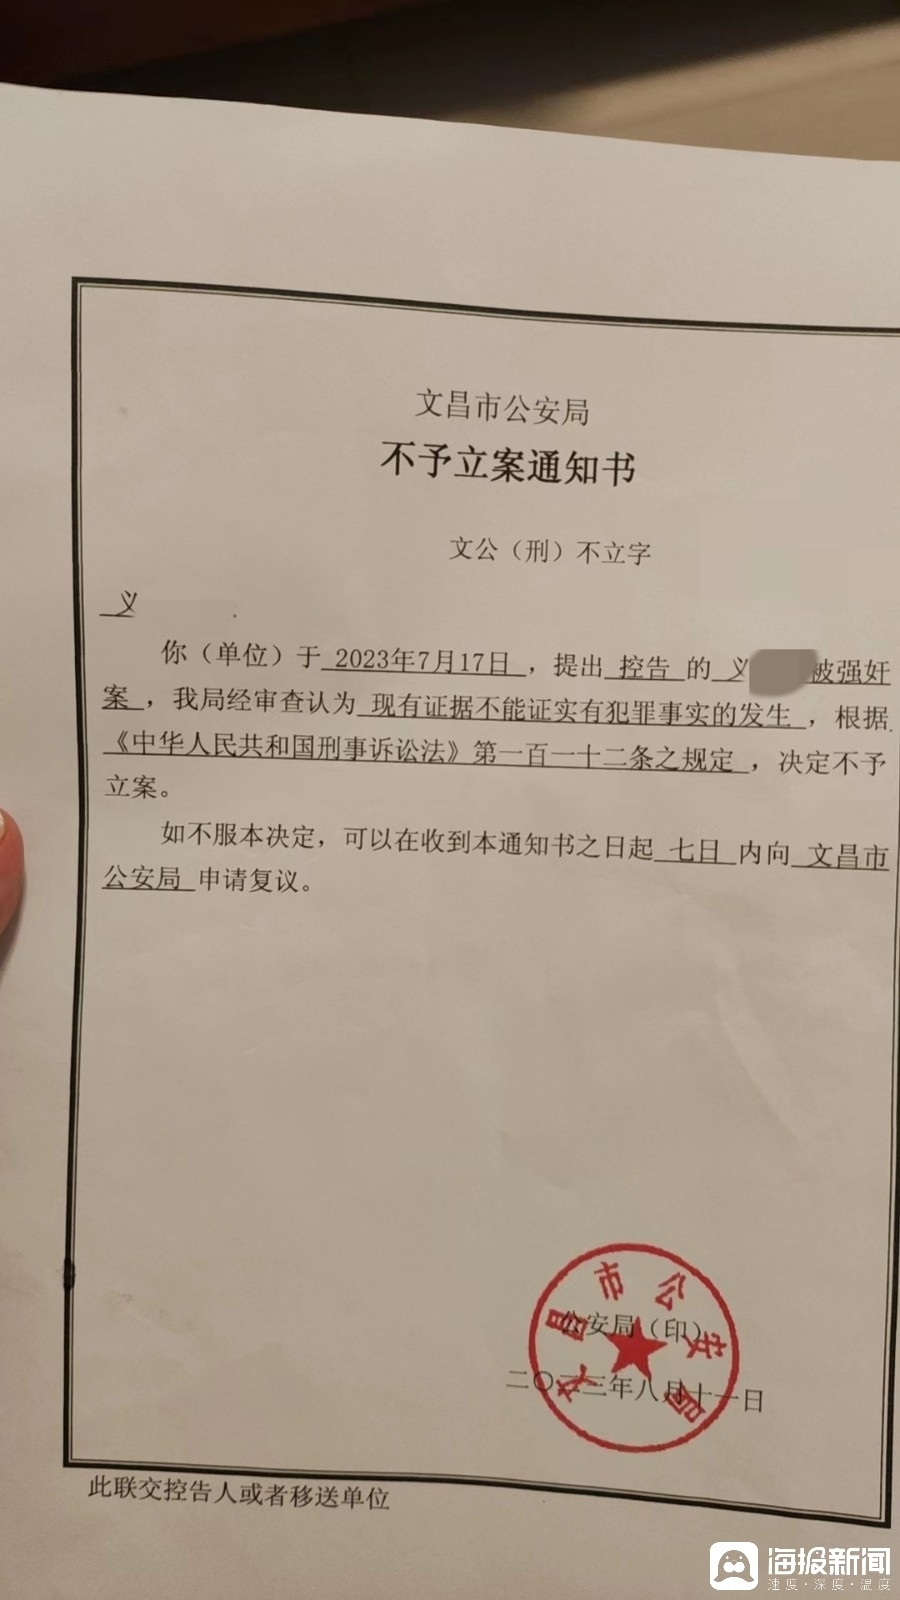 文昌市公安局
不予立案通知书
文公（刑）不立字
义
你（单位）于 2023年7月17日 ，提出 控告 的 义 被强奸
案 ，我局经审查认为 现有证据不能证实有犯罪事实的发生 ，根据
《中华人民共和国刑事诉讼法》第一百一十二条之规定 ，决定不予
立案。
如不服本决定，可以在收到本通知书之日起 七日 内向 文昌市
公安局 申请复议。
文昌市公安局
公安局（印）
二〇二三年八月十一日
此联交控告人或者移送单位
海报新闻
速度·深度·温度